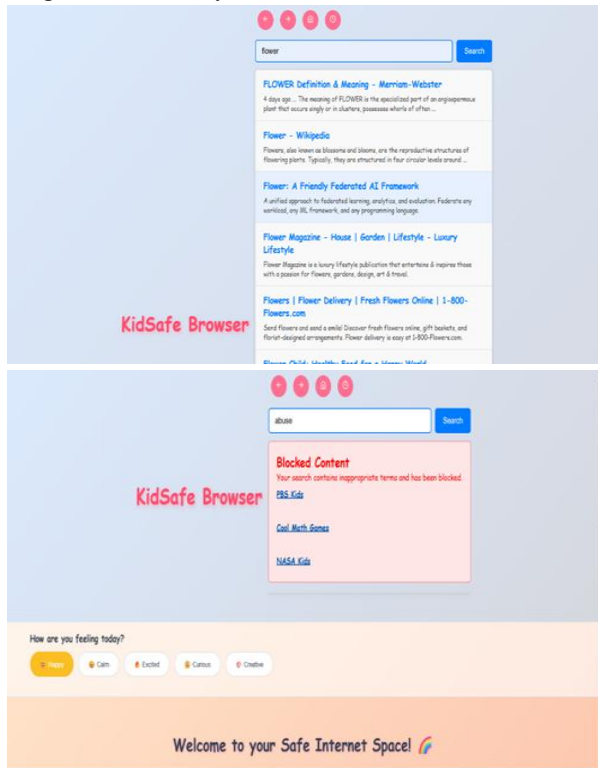 flower
Search
FLOWER Definition & Meaning - Merriam-Webster
4 days ago ... The meaning of FLOWER is the specialized part of an angiospermous
plant that occurs singly or in clusters, possesses whorls of often ...
Flower - Wikipedia
Flowers, also known as blossoms and blooms, are the reproductive structures of
flowering plants. Typically, they are structured in four circular levels around ...
Flower: A Friendly Federated AI Framework
A unified approach to federated learning, analytics, and evaluation. Federate any
workload, any ML framework, and any programming language.
Flower Magazine - House | Garden | Lifestyle - Luxury
Lifestyle
Flower Magazine is a luxury lifestyle publication that entertains & inspires those
with a passion for flowers, gardens, design, art & travel.
Flowers | Flower Delivery | Fresh Flowers Online | 1-800-
Flowers.com
KidSafe Browser
Send flowers and send a smile! Discover fresh flowers online, gift baskets, and
florist-designed arrangements. Flower delivery is easy at 1-800-Flowers.com.
abuse
Search
Blocked Content
Your search contains inappropriate terms and has been blocked.
KidSafe Browser
PBS Kids
Cool Math Games
NASA Kids
How are you feeling today?
Happy
Calm
Excited
Curious
Creative
Welcome to your Safe Internet Space!